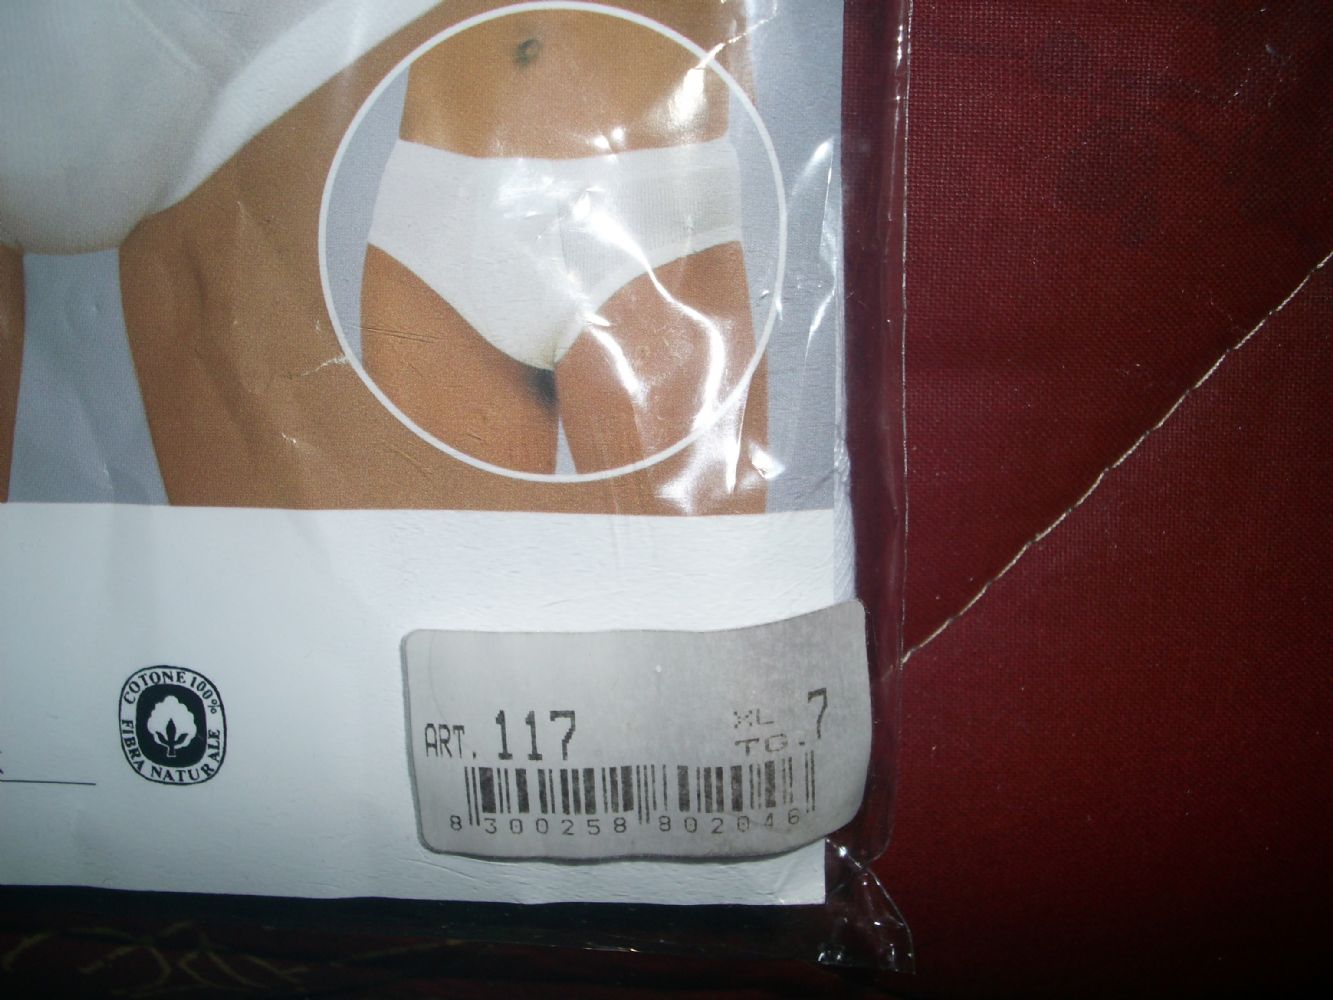 COTONE 100%
FIBRA NATURALE
ART. 117
XL
TG. 7
8 300258 802046